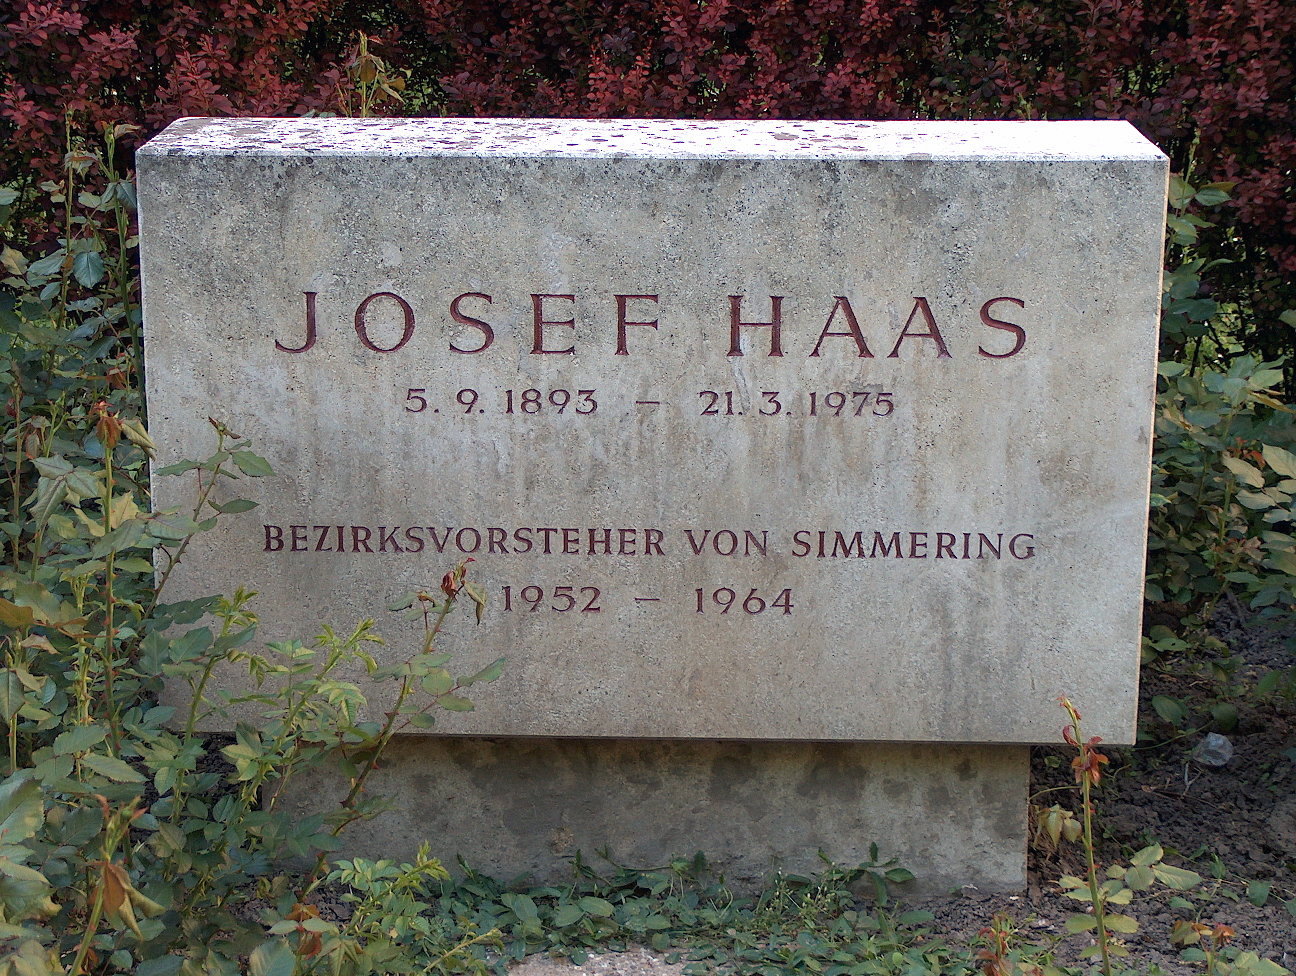 JOSEF HAAS
5. 9. 1893 – 21. 3. 1975
BEZIRKSVORSTEHER VON SIMMERING
1952 – 1964